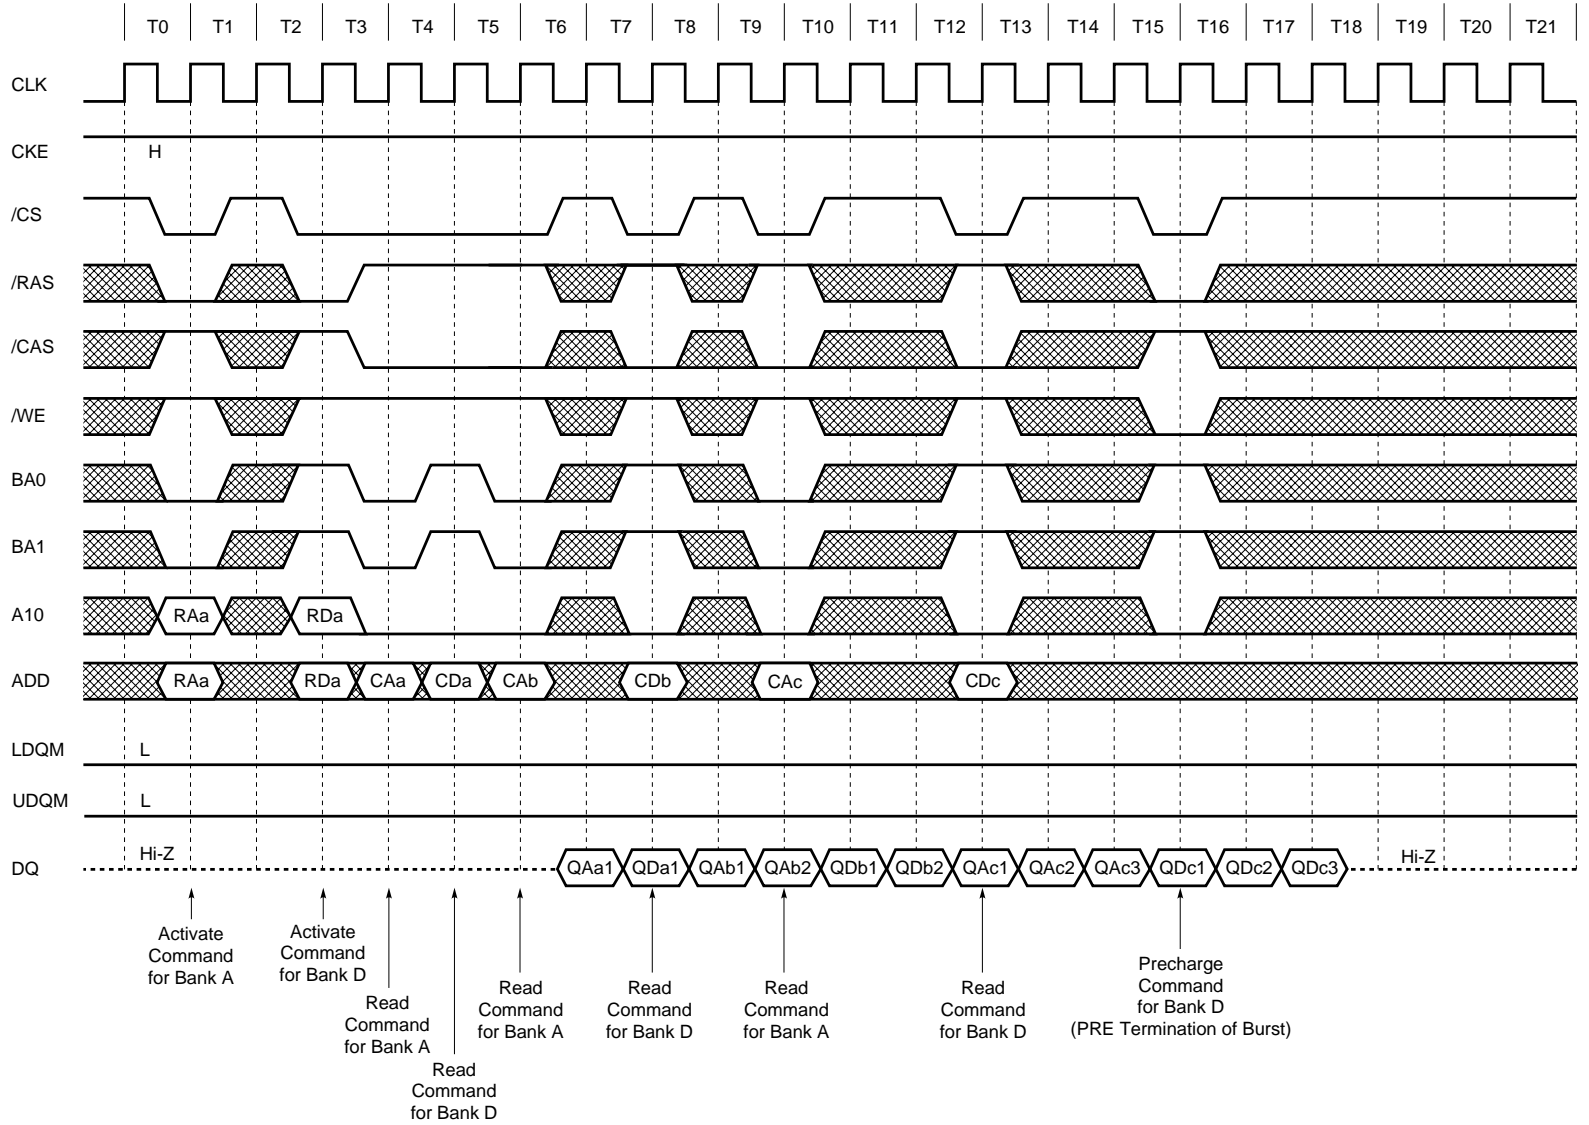 T0 T1 T2 T3 T4 T5 T6 T7 T8 T9 T10 T11 T12 T13 T14 T15 T16 T17 T18 T19 T20 T21
CLK
CKE H
/CS
/RAS
/CAS
/WE
BA0
BA1
A10 RAa RDa
ADD RAa RDa CAa CDa CAb CDb CAc CDc
LDQM L
UDQM L
DQ Hi-Z QAa1 QDa1 QAb1 QAb2 QDb1 QDb2 QAc1 QAc2 QAc3 QDc1 QDc2 QDc3 Hi-Z
Activate
Command
for Bank A
Activate
Command
for Bank D
Read
Command
for Bank A
Read
Command
for Bank D
Read
Command
for Bank A
Read
Command
for Bank D
Read
Command
for Bank A
Read
Command
for Bank D
Precharge
Command
for Bank D
(PRE Termination of Burst)